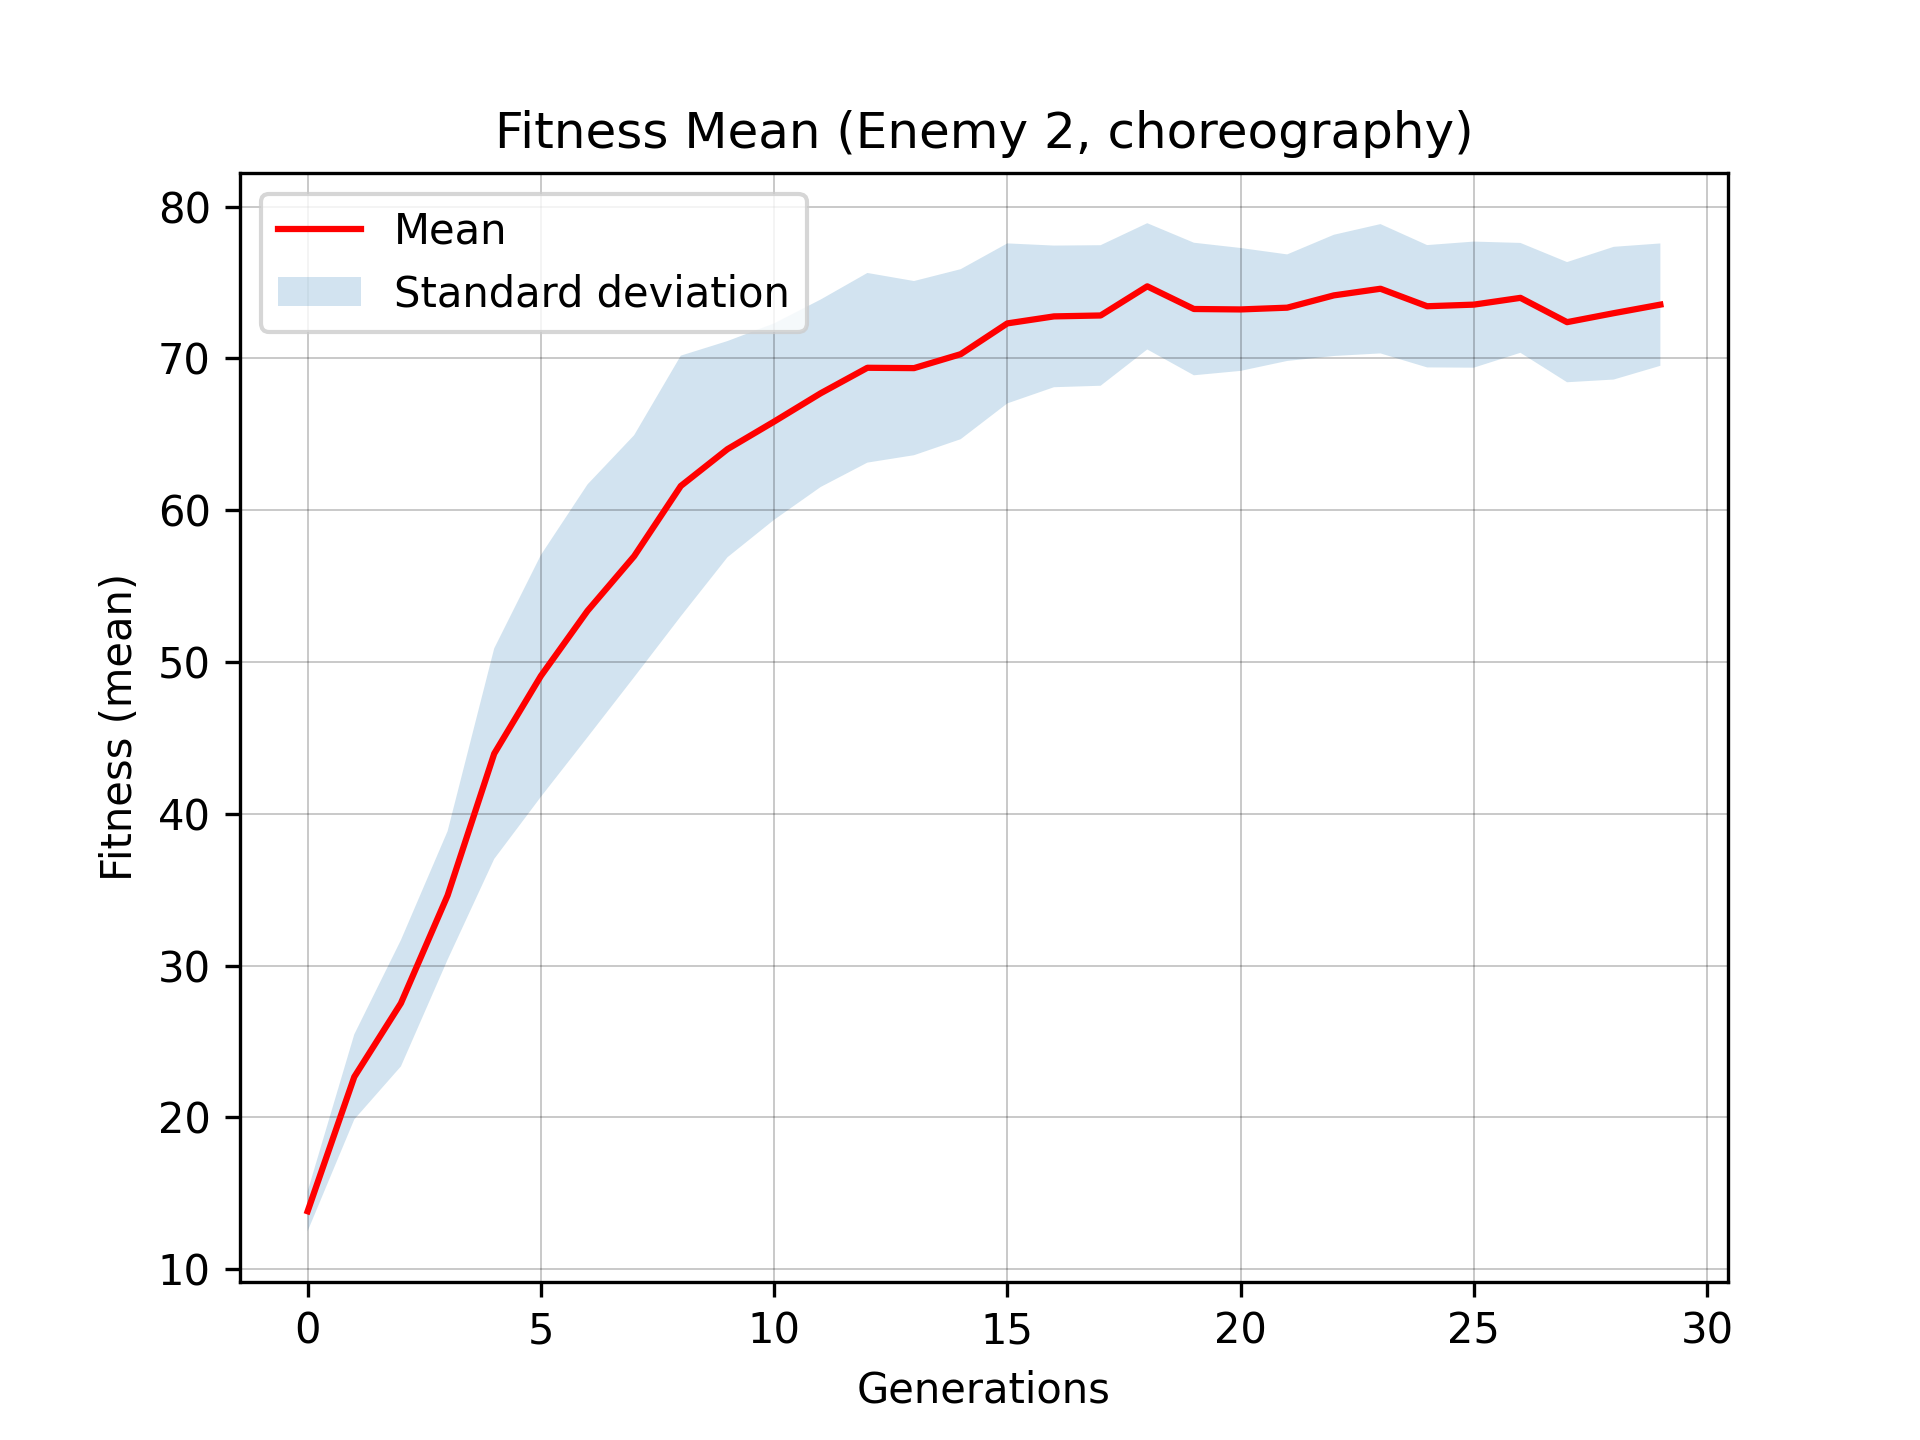 Fitness Mean (Enemy 2, choreography)
Mean
Standard deviation
Fitness (mean)
80
70
60
50
40
30
20
10
0 5 10 15 20 25 30
Generations